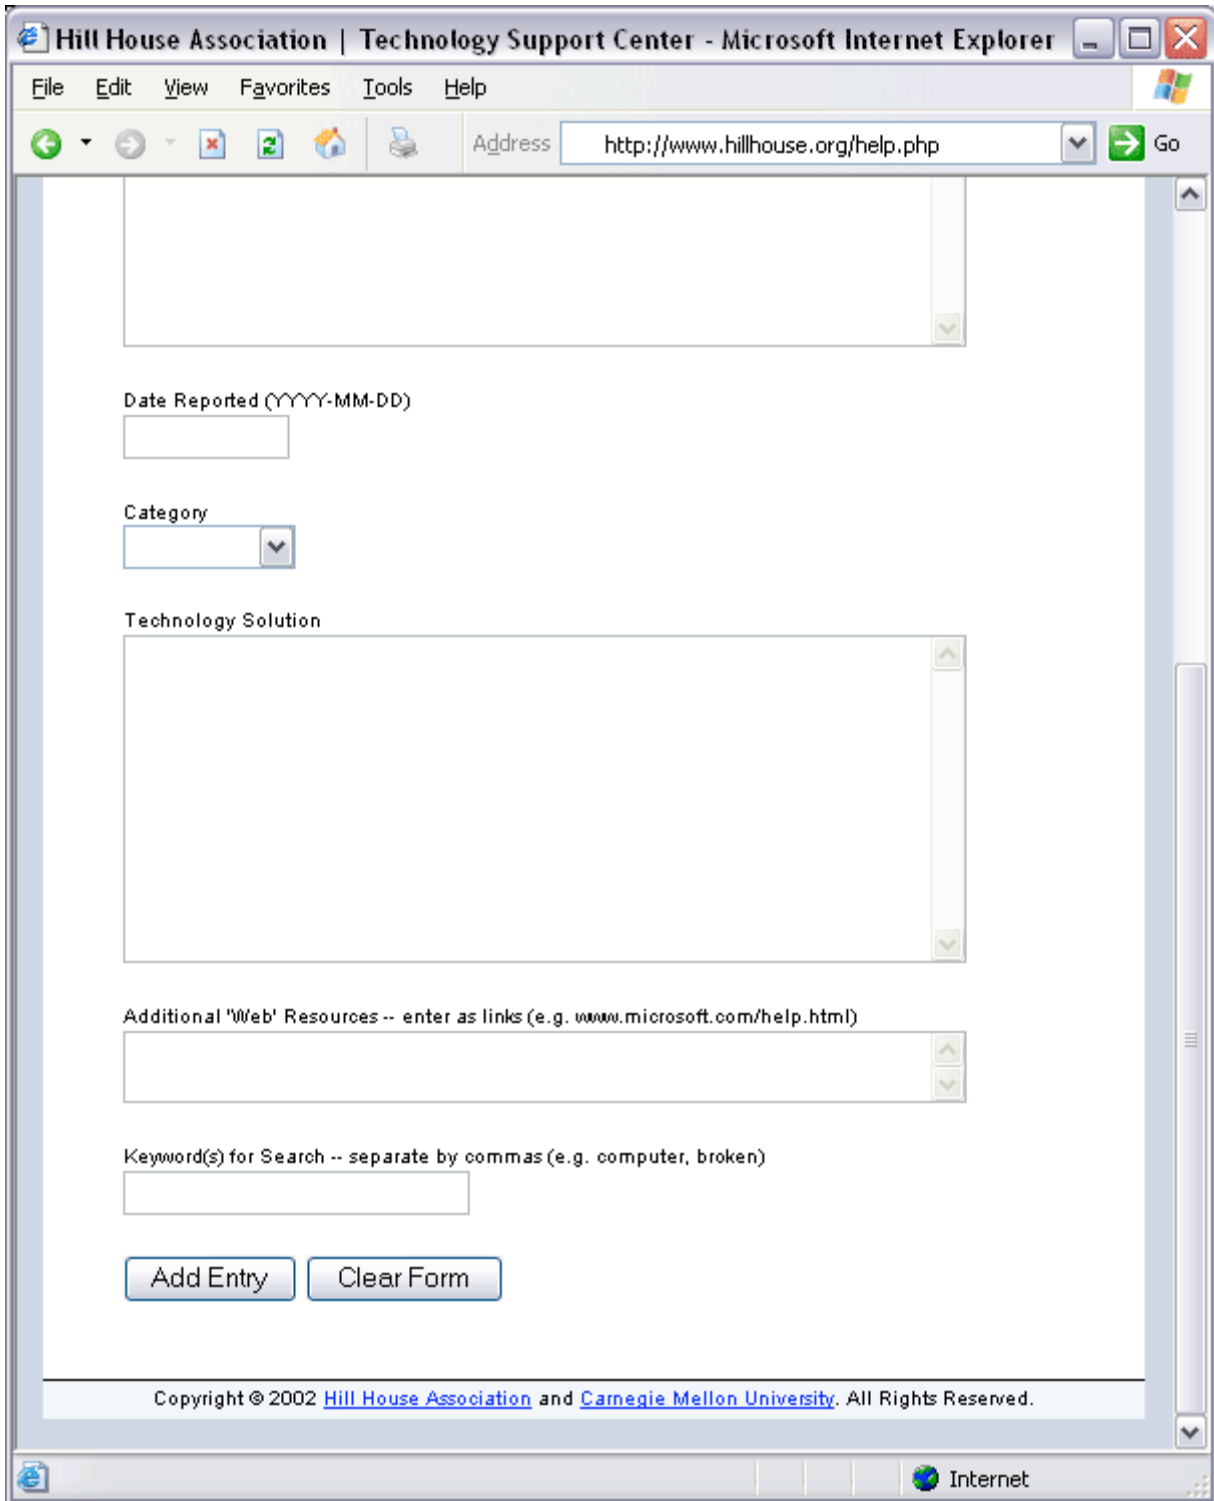 Hill House Association | Technology Support Center - Microsoft Internet Explorer
File Edit View Favorites Tools Help
Address http://www.hillhouse.org/help.php Go
Date Reported (YYYY-MM-DD)
Category
Technology Solution
Additional 'Web' Resources -- enter as links (e.g. www.microsoft.com/help.html)
Keyword(s) for Search -- separate by commas (e.g. computer, broken)
Add Entry Clear Form
Copyright © 2002 Hill House Association and Carnegie Mellon University. All Rights Reserved.
Internet